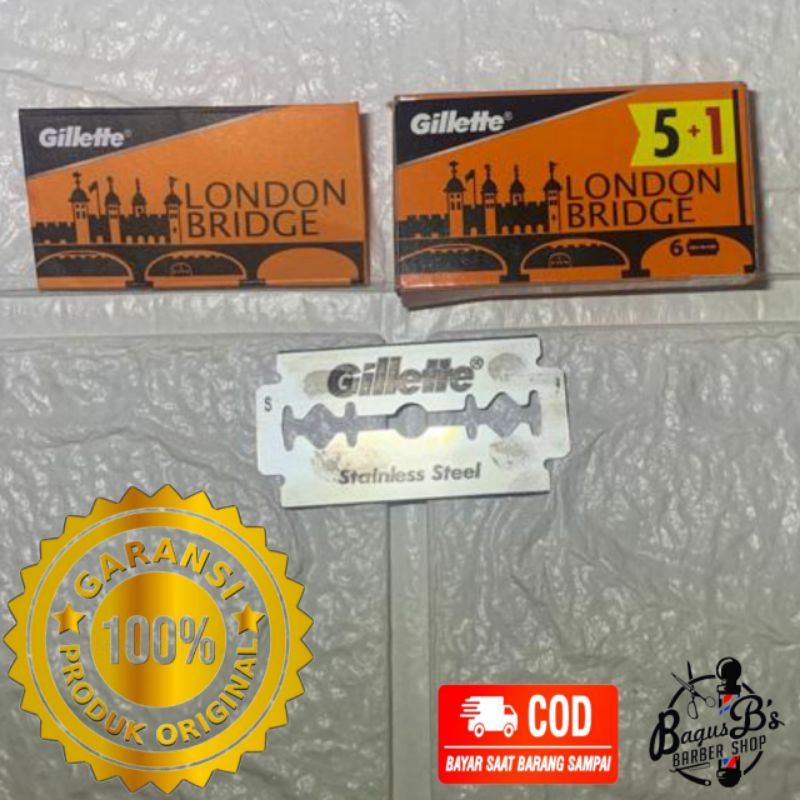 Gillette®
LONDON
BRIDGE
Gillette®
5+1
LONDON
BRIDGE
6
Gillette®
S
Stainless Steel
GARANSI
100%
PRODUK ORIGINAL
COD
BAYAR SAAT BARANG SAMPAI
Bagus B's
BARBER SHOP